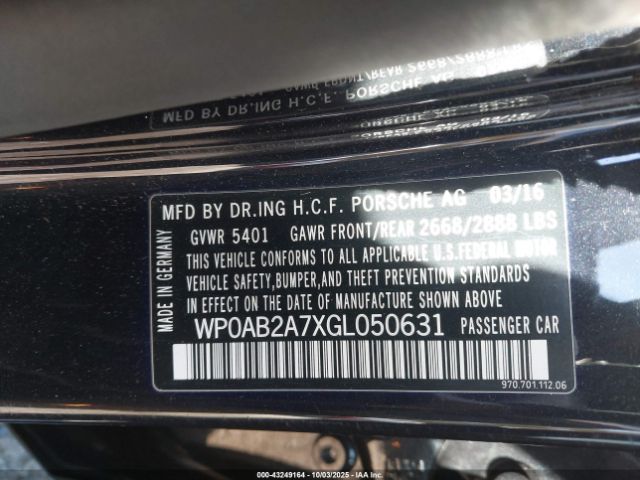 MFD BY DR.ING H.C.F. PORSCHE AG 03/16
GVWR 5401 GAWR FRONT/REAR 2668/2888 LBS
THIS VEHICLE CONFORMS TO ALL APPLICABLE U.S.FEDERAL MOTOR
VEHICLE SAFETY,BUMPER,AND THEFT PREVENTION STANDARDS
IN EFFECT ON THE DATE OF MANUFACTURE SHOWN ABOVE
WP0AB2A7XGL050631 PASSENGER CAR
970.701.112.06
MADE IN GERMANY
000-43249164 - 10/03/2025 - IAAI.COM